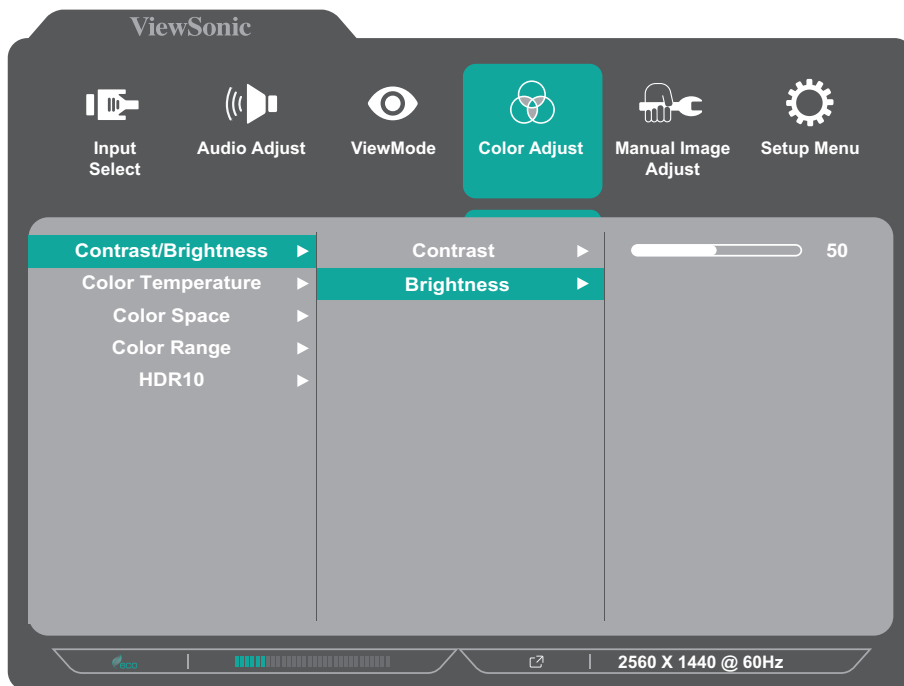 ViewSonic
Input Select
Audio Adjust
ViewMode
Color Adjust
Manual Image Adjust
Setup Menu
Contrast/Brightness
Contrast
50
Color Temperature
Brightness
Color Space
Color Range
HDR10
eco
2560 X 1440 @ 60Hz